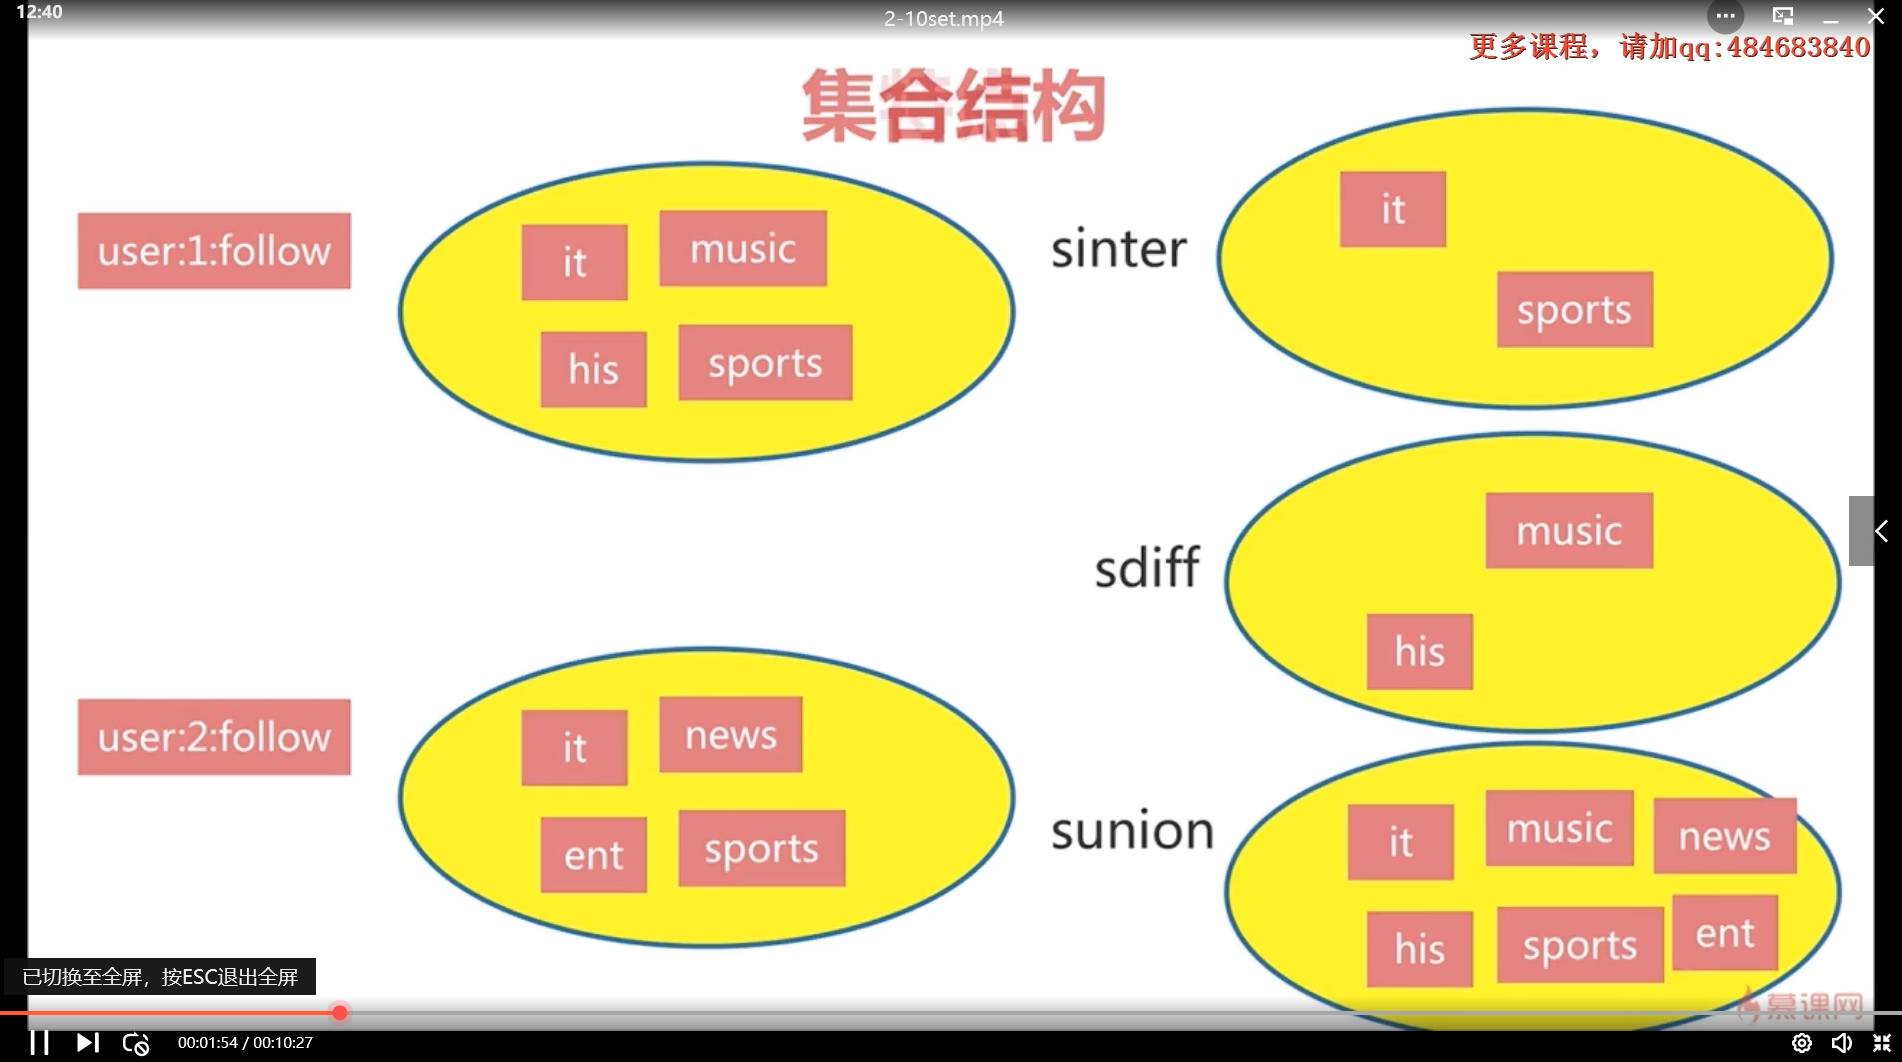 12:40
2-10set.mp4
更多课程，请加qq:484683840
集合结构
user:1:follow
it
music
his
sports
sinter
it
sports
sdiff
music
his
user:2:follow
it
news
ent
sports
sunion
it
music
news
his
sports
ent
已切换至全屏，按ESC退出全屏
慕课网
00:01:54 / 00:10:27